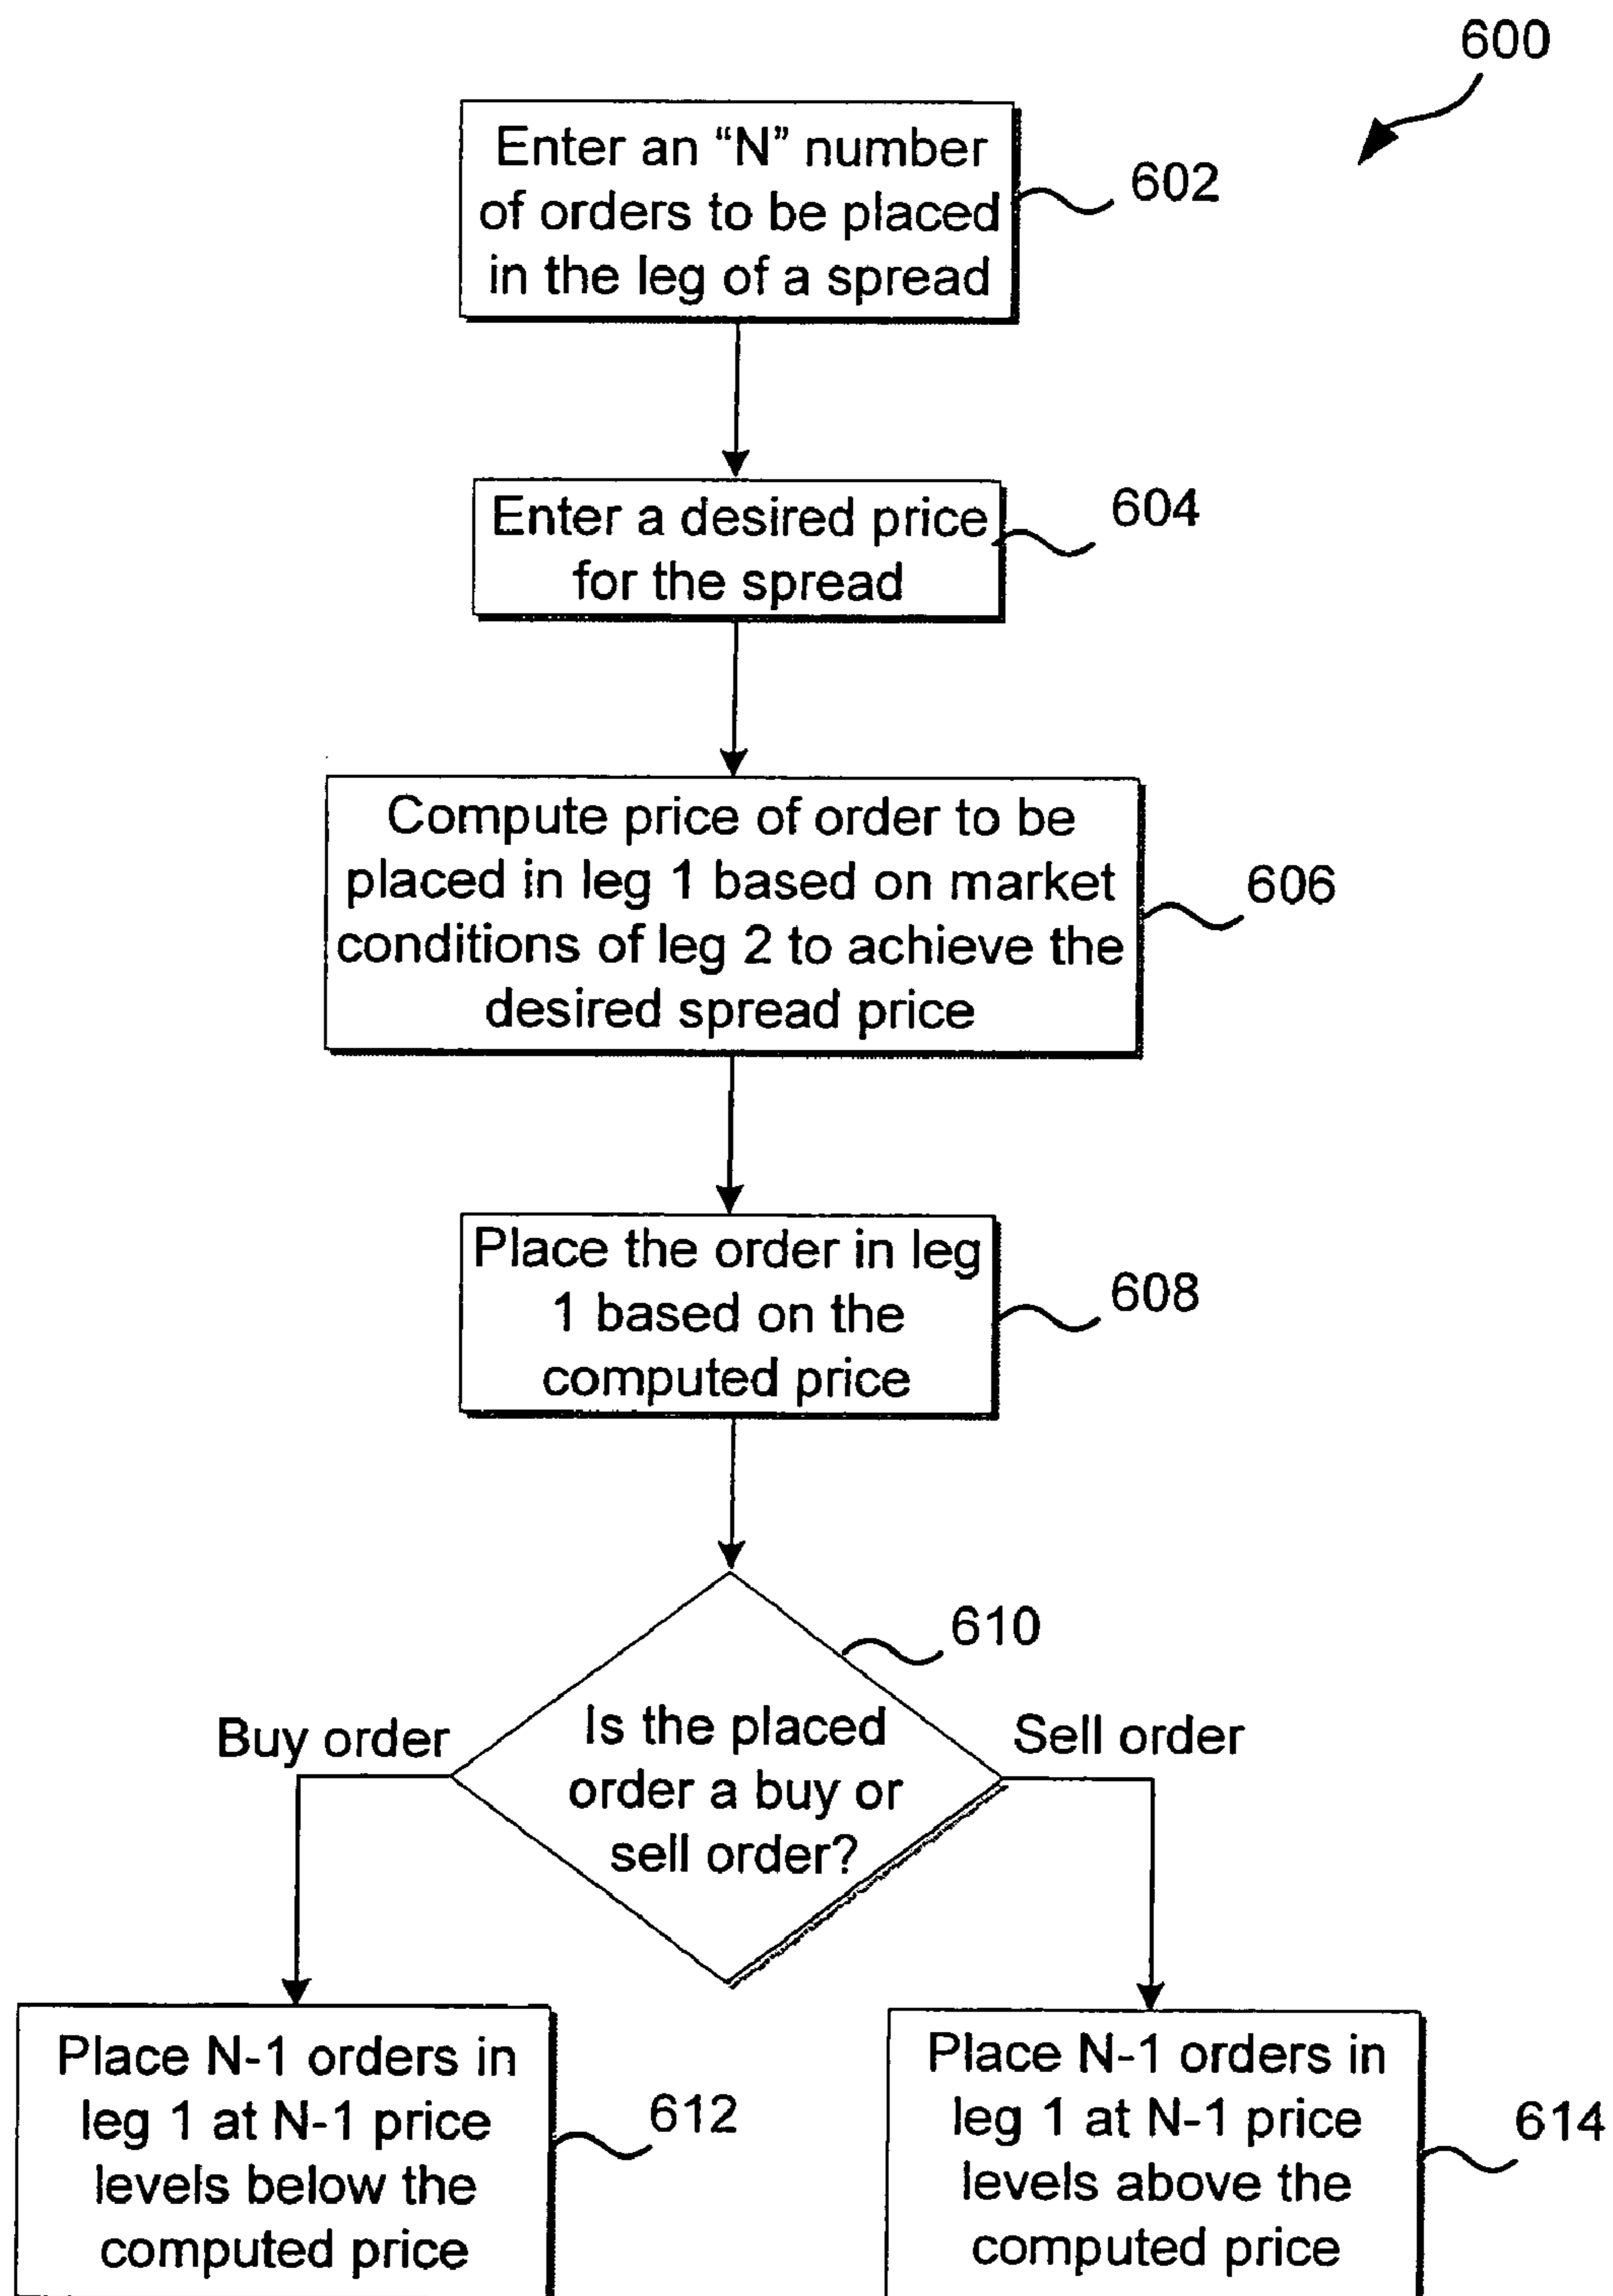 600
Enter an “N” number
of orders to be placed
in the leg of a spread
602
Enter a desired price
for the spread
604
Compute price of order to be
placed in leg 1 based on market
conditions of leg 2 to achieve the
desired spread price
606
Place the order in leg
1 based on the
computed price
608
610
Is the placed
order a buy or
sell order?
Buy order
Sell order
Place N-1 orders in
leg 1 at N-1 price
levels below the
computed price
612
Place N-1 orders in
leg 1 at N-1 price
levels above the
computed price
614